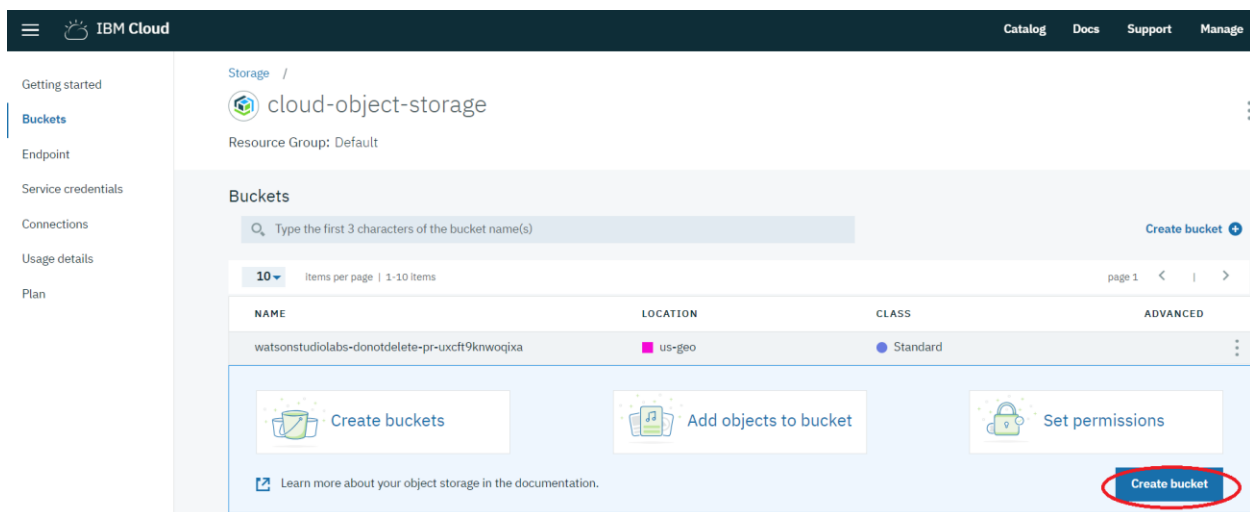 IBM Cloud Catalog Docs Support Manage
Getting started
Buckets
Endpoint
Service credentials
Connections
Usage details
Plan
Storage /
cloud-object-storage
Resource Group: Default
Buckets
Type the first 3 characters of the bucket name(s)
Create bucket
10 items per page | 1-10 items page 1 |
NAME LOCATION CLASS ADVANCED
watsonstudiolabs-donotdelete-pr-uxcft9knwoqixa us-geo Standard
Create buckets Add objects to bucket Set permissions
Learn more about your object storage in the documentation.
Create bucket